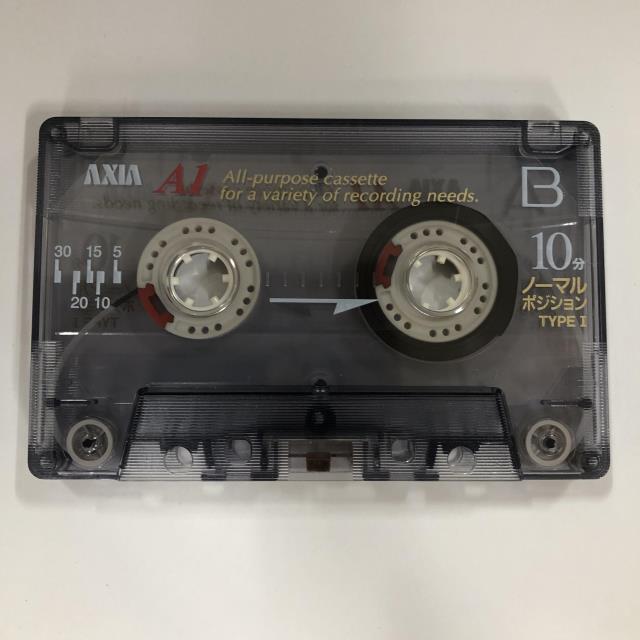 AXIA A1 All-purpose cassette
for a variety of recording needs.
B
30 15 5
20 10
10分
ノーマル
ポジション
TYPE I